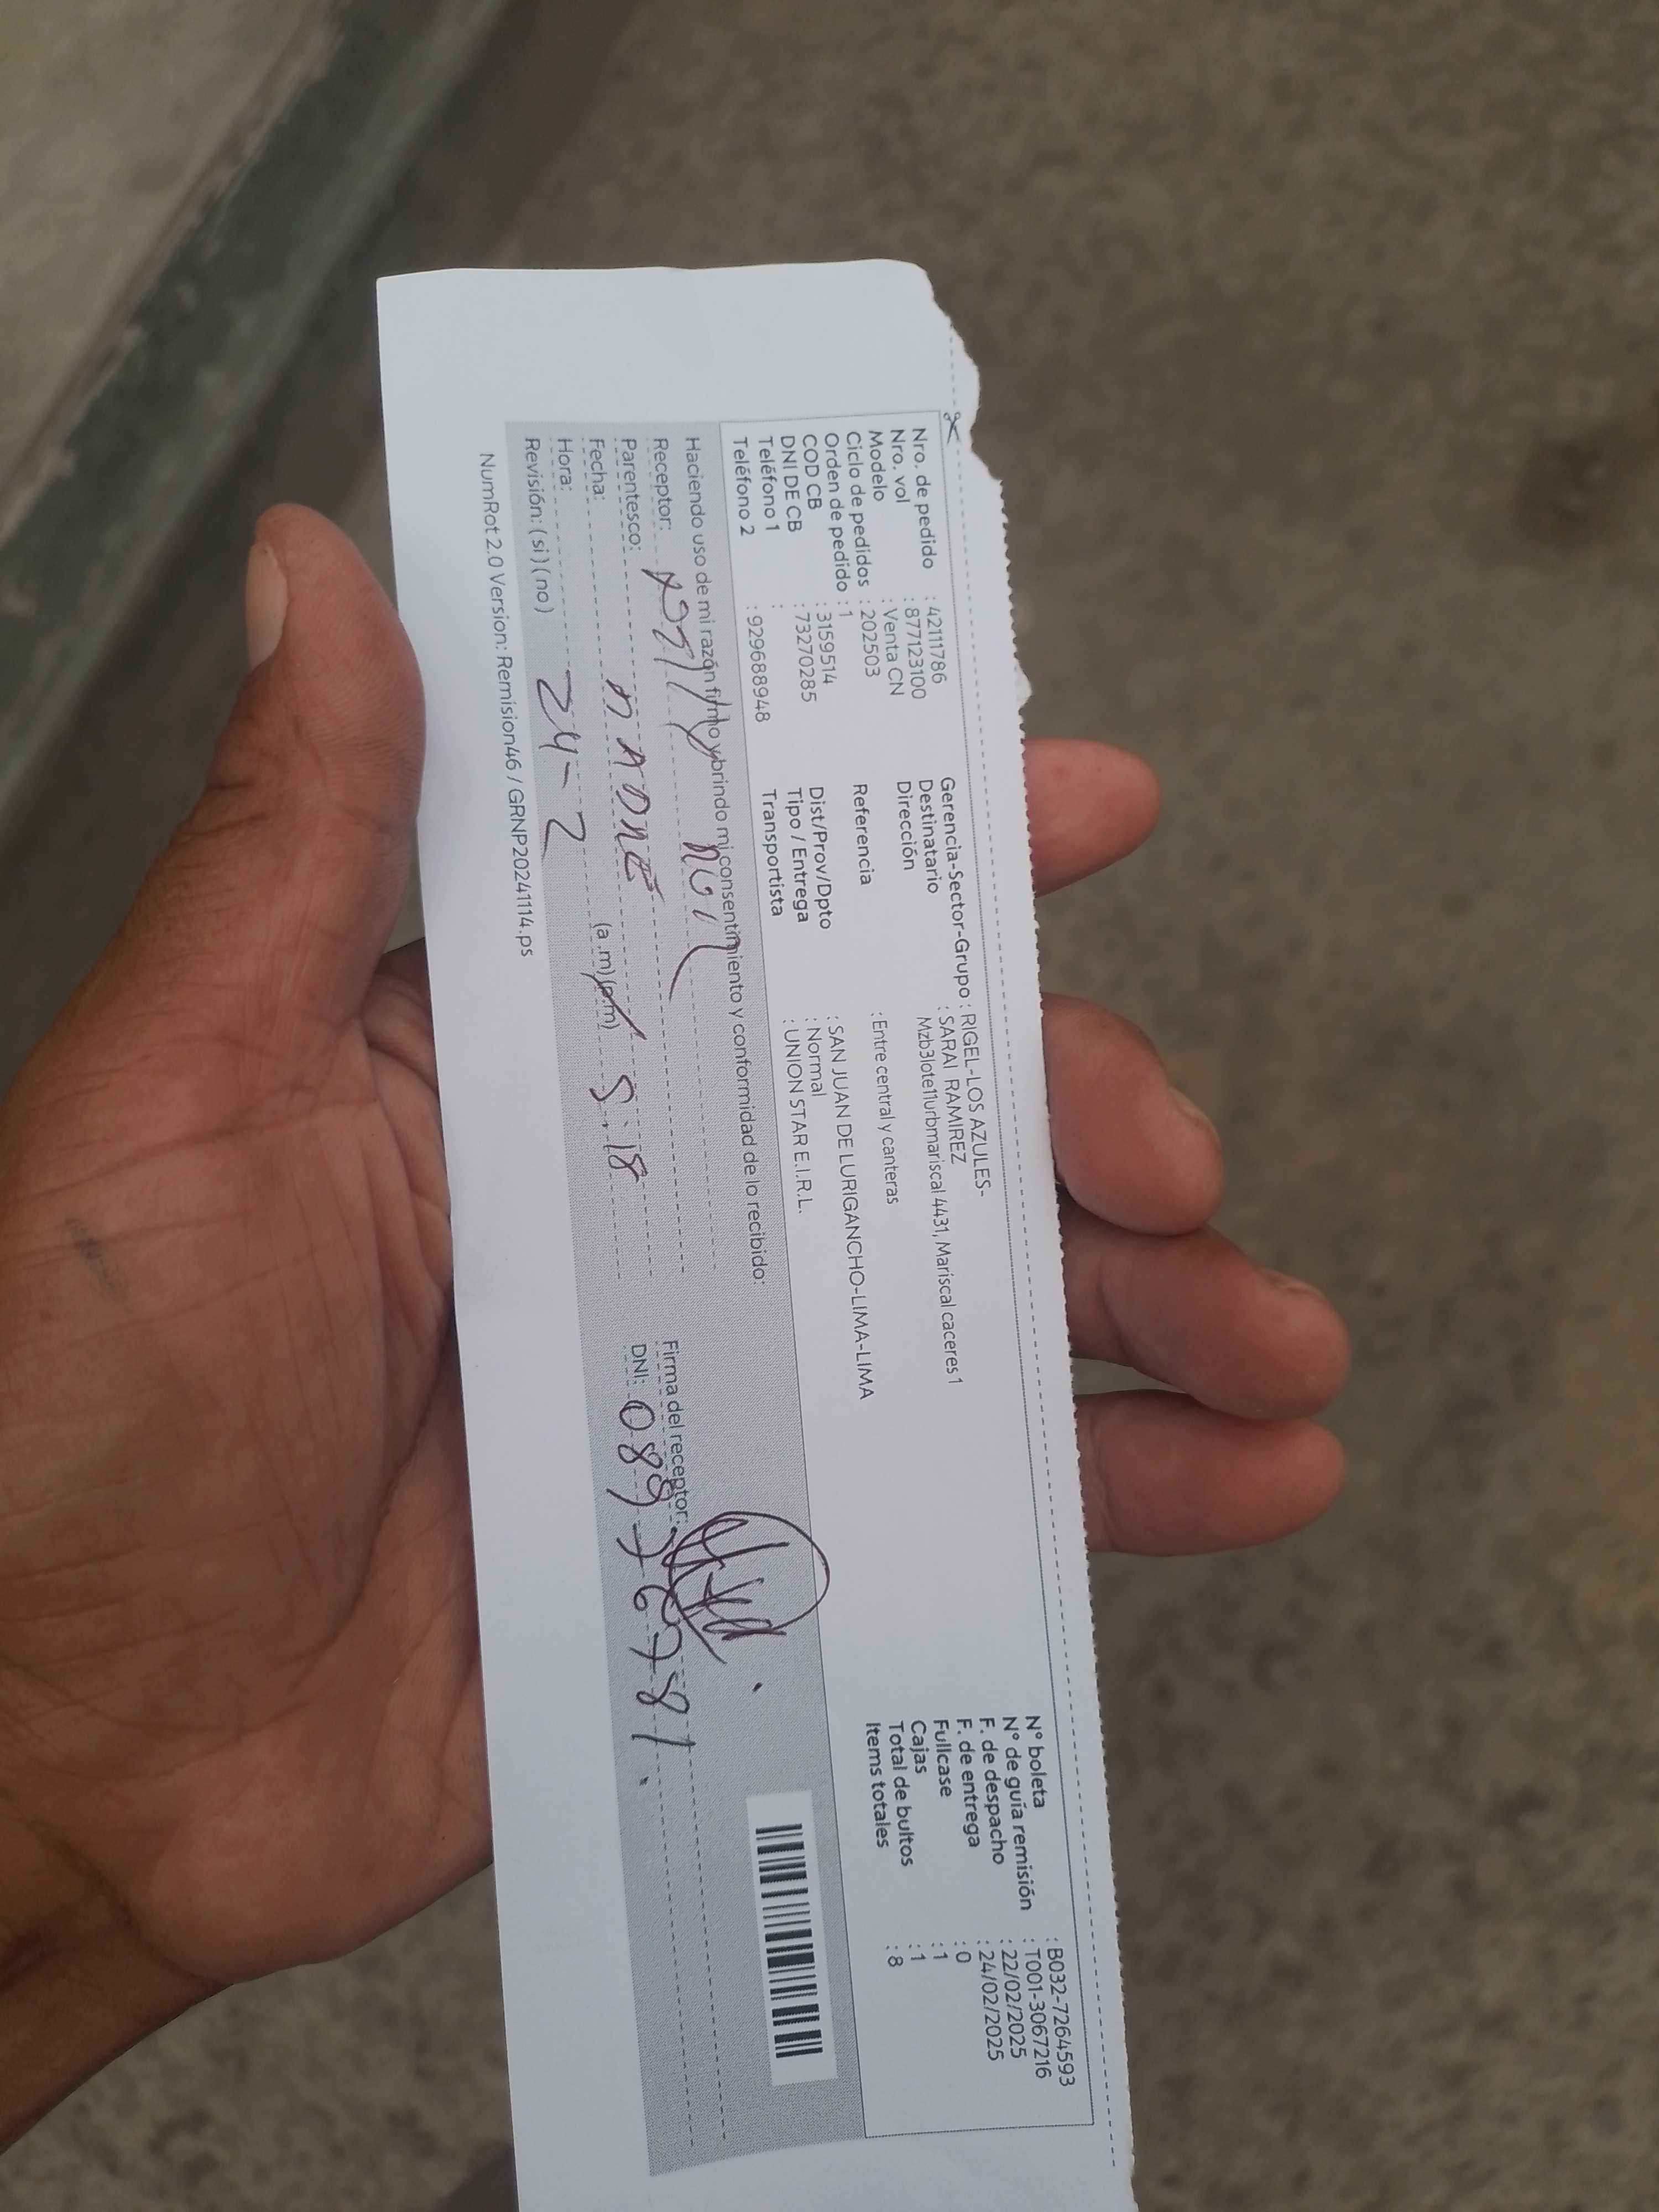 Nro. de pedido : 42111786
Nro. vol : 877123100
Modelo : Venta CN
Ciclo de pedidos : 202503
Orden de pedido : 1
COD CB : 3159514
DNI DE CB : 73270285
Teléfono 1 :
Teléfono 2 : 929688948
Gerencia-Sector-Grupo : RIGEL-LOS AZULES-
Destinatario : SARAI RAMIREZ
Dirección Mzb3lote11urbmariscal 4431, Mariscal caceres 1
Referencia : Entre central y canteras
Dist/Prov/Dpto : SAN JUAN DE LURIGANCHO-LIMA-LIMA
Tipo / Entrega : Normal
Transportista : UNION STAR E.I.R.L.
N° boleta : B032-7264593
N° de guía remisión : T001-3067216
F. de despacho : 22/02/2025
F. de entrega : 24/02/2025
Fullcase : 0
Cajas : 1
Total de bultos : 1
Items totales : 8
Haciendo uso de mi razón firmo y brindo mi consentimiento y conformidad de lo recibido:
Receptor:
Parentesco: MADRE
Fecha: 24-2
Hora: (a.m)(p.m) 5:18
Revisión: (si) (no)
Firma del receptor:
DNI:
NumRot 2.0 Version: Remision46 / GRNP20241114.ps